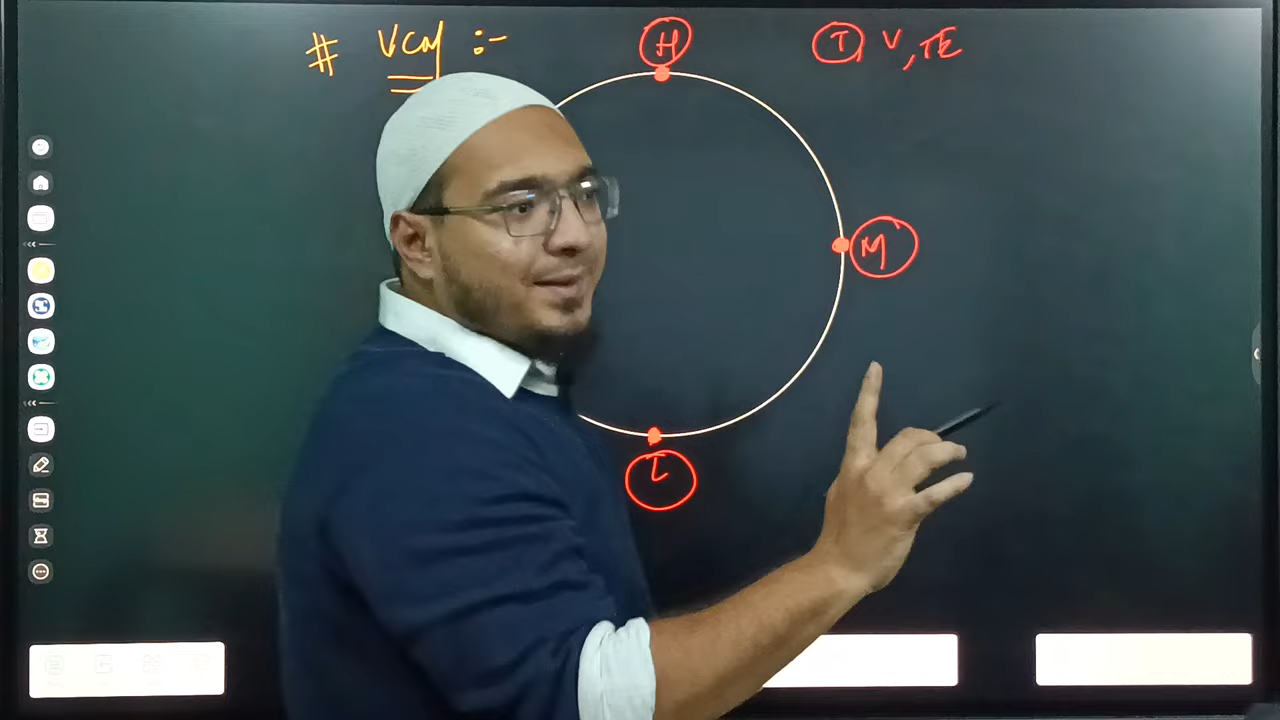 # VCM :-
H
T, V, TE
M
L